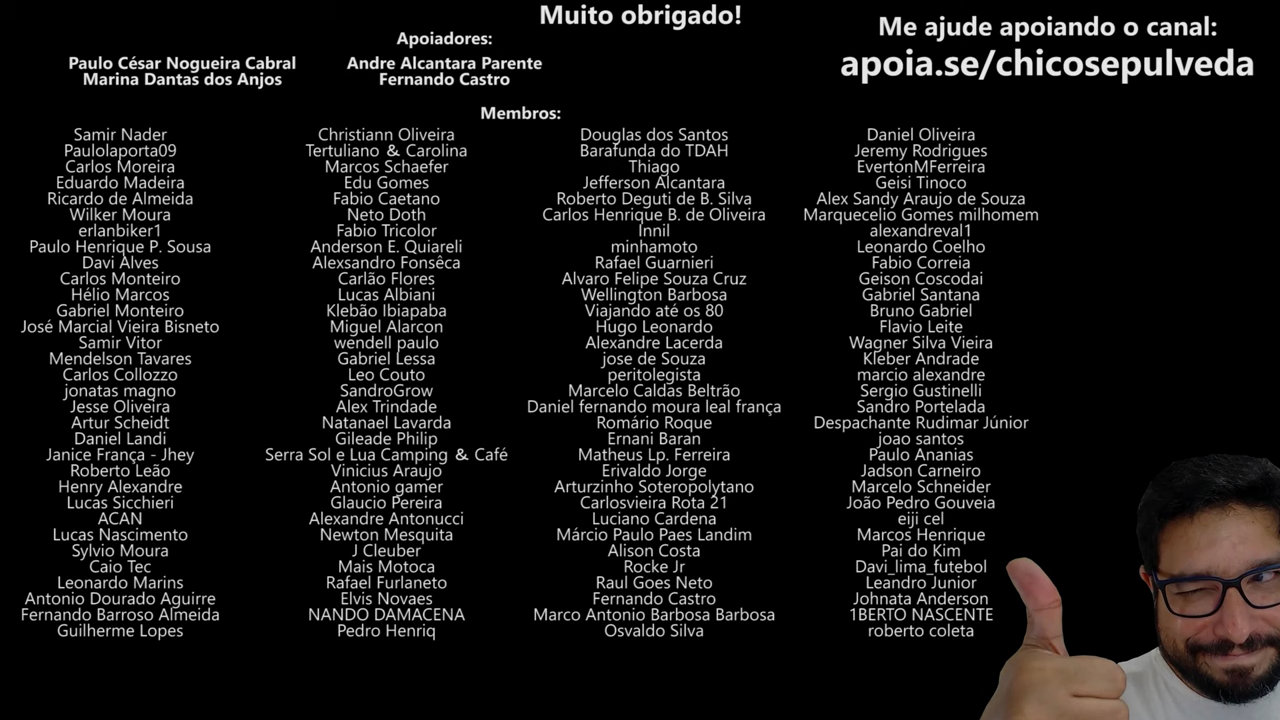 Muito obrigado!
Me ajude apoiando o canal:
apoia.se/chicosepulveda
Apoiadores:
Paulo César Nogueira Cabral
Marina Dantas dos Anjos
Andre Alcantara Parente
Fernando Castro
Membros:
Samir Nader
Paulolaporta09
Carlos Moreira
Eduardo Madeira
Ricardo de Almeida
Wilker Moura
erlanbiker1
Paulo Henrique P. Sousa
Davi Alves
Carlos Monteiro
Hélio Marcos
Gabriel Monteiro
José Marcial Vieira Bisneto
Samir Vitor
Mendelson Tavares
Carlos Collozzo
jonatas magno
Jesse Oliveira
Artur Scheidt
Daniel Landi
Janice França - Jhey
Roberto Leão
Henry Alexandre
Lucas Sicchieri
ACAN
Lucas Nascimento
Sylvio Moura
Caio Tec
Leonardo Marins
Antonio Dourado Aguirre
Fernando Barroso Almeida
Guilherme Lopes
Christiann Oliveira
Tertuliano & Carolina
Marcos Schaefer
Edu Gomes
Fabio Caetano
Neto Doth
Fabio Tricolor
Anderson E. Quiareli
Alexsandro Fonsêca
Carlão Flores
Lucas Albiani
Klebão Ibiapaba
Miguel Alarcon
wendell paulo
Gabriel Lessa
Leo Couto
SandroGrow
Alex Trindade
Natanael Lavarda
Gileade Philip
Serra Sol e Lua Camping & Café
Vinicius Araujo
Antonio gamer
Glaucio Pereira
Alexandre Antonucci
Newton Mesquita
J Cleuber
Mais Motoca
Rafael Furlaneto
Elvis Novaes
NANDO DAMACENA
Pedro Henriq
Douglas dos Santos
Barafunda do TDAH
Thiago
Jefferson Alcantara
Roberto Deguti de B. Silva
Carlos Henrique B. de Oliveira
Innil
minhamoto
Rafael Guarnieri
Alvaro Felipe Souza Cruz
Wellington Barbosa
Viajando até os 80
Hugo Leonardo
Alexandre Lacerda
jose de Souza
peritolegista
Marcelo Caldas Beltrão
Daniel fernando moura leal frança
Romário Roque
Ernani Baran
Matheus Lp. Ferreira
Erivaldo Jorge
Arturzinho Soteropolytano
Carlosvieira Rota 21
Luciano Cardena
Márcio Paulo Paes Landim
Alison Costa
Rocke Jr
Raul Goes Neto
Fernando Castro
Marco Antonio Barbosa Barbosa
Osvaldo Silva
Daniel Oliveira
Jeremy Rodrigues
EvertonMFerreira
Geisi Tinoco
Alex Sandy Araujo de Souza
Marquecelio Gomes milhomem
alexandreval1
Leonardo Coelho
Fabio Correia
Geison Coscodai
Gabriel Santana
Bruno Gabriel
Flavio Leite
Wagner Silva Vieira
Kleber Andrade
marcio alexandre
Sergio Gustinelli
Sandro Portelada
Despachante Rudimar Júnior
joao santos
Paulo Ananias
Jadson Carneiro
Marcelo Schneider
João Pedro Gouveia
eiji cel
Marcos Henrique
Pai do Kim
Davi_lima_futebol
Leandro Junior
Johnata Anderson
1BERTO NASCENTE
roberto coleta